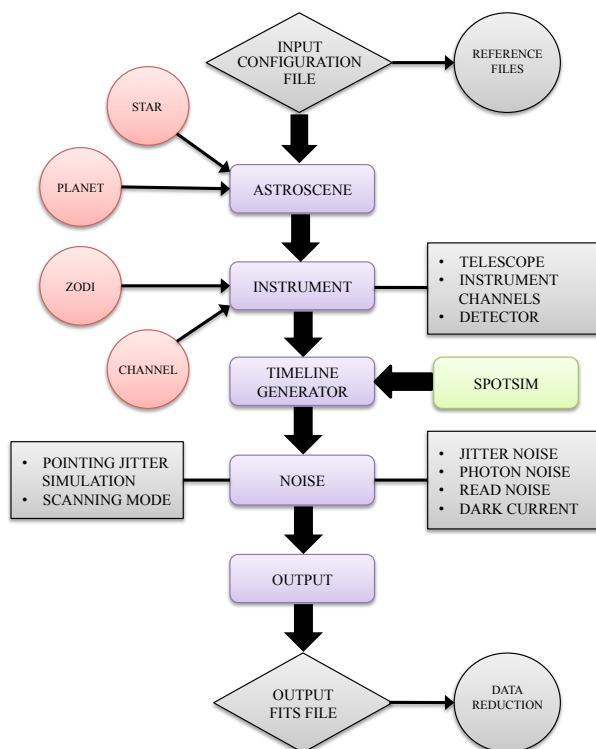 INPUT
CONFIGURATION
FILE
REFERENCE
FILES
STAR
ASTROSCENE
PLANET
ZODI
INSTRUMENT
• TELESCOPE
• INSTRUMENT
CHANNELS
• DETECTOR
CHANNEL
TIMELINE
GENERATOR
SPOTSIM
• POINTING JITTER
SIMULATION
• SCANNING MODE
NOISE
• JITTER NOISE
• PHOTON NOISE
• READ NOISE
• DARK CURRENT
OUTPUT
OUTPUT
FITS FILE
DATA
REDUCTION